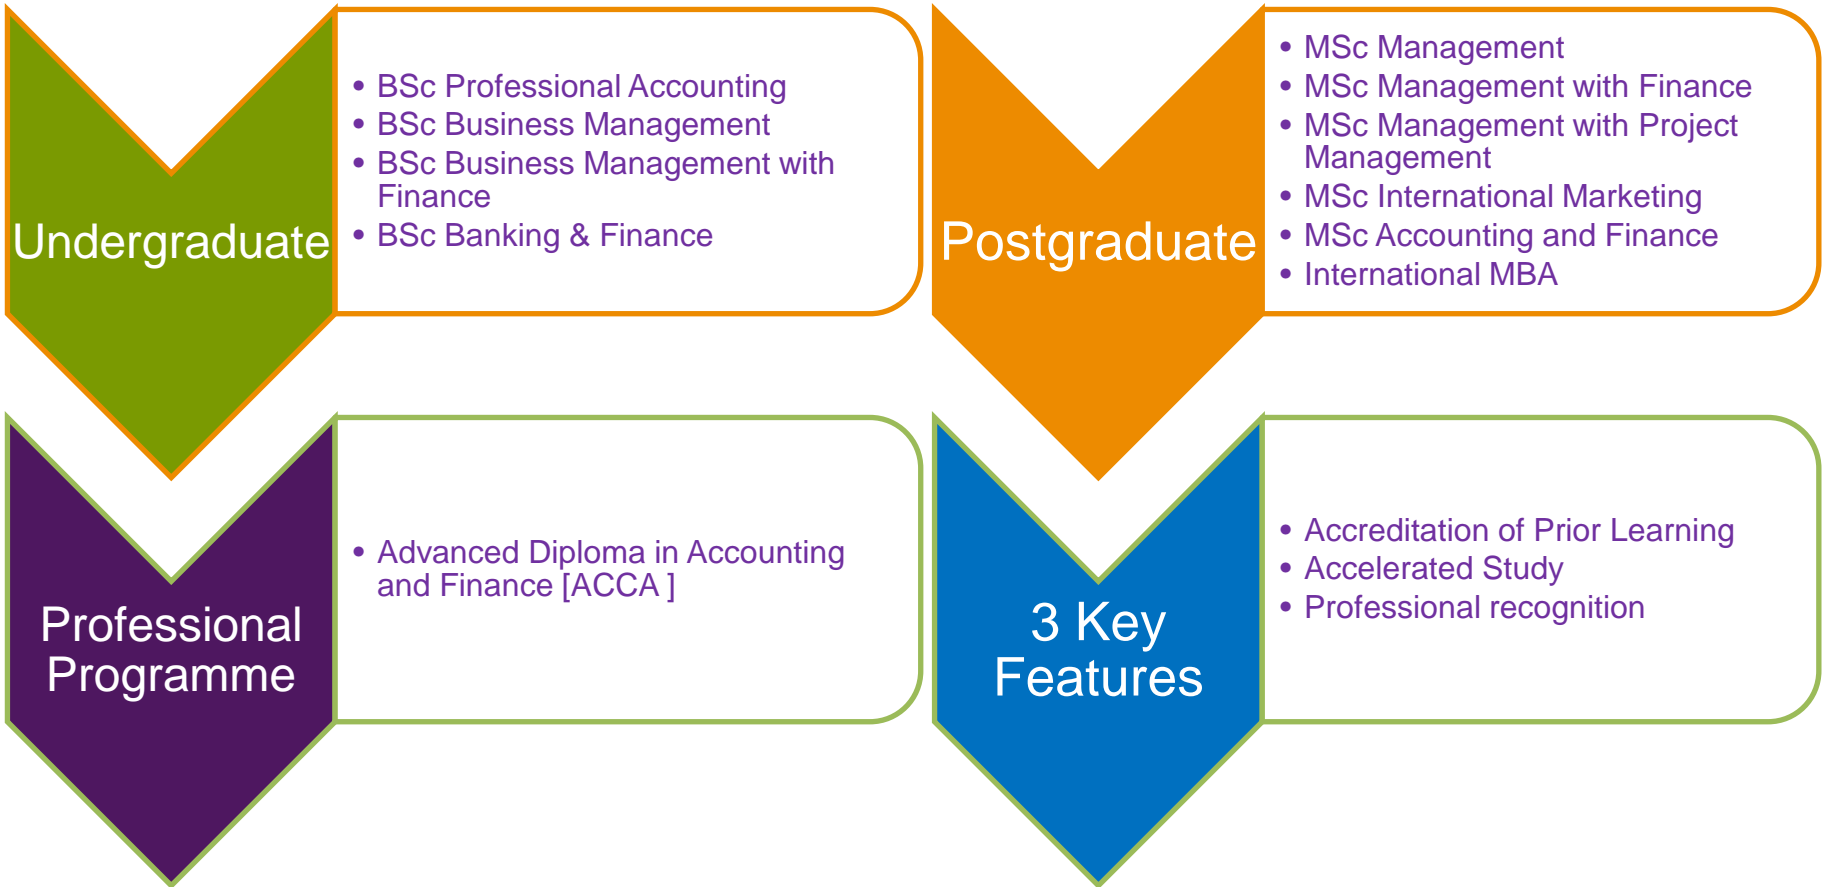 Undergraduate
• BSc Professional Accounting
• BSc Business Management
• BSc Business Management with
Finance
• BSc Banking & Finance
Postgraduate
• MSc Management
• MSc Management with Finance
• MSc Management with Project
Management
• MSc International Marketing
• MSc Accounting and Finance
• International MBA
Professional
Programme
• Advanced Diploma in Accounting
and Finance [ACCA ]
3 Key
Features
• Accreditation of Prior Learning
• Accelerated Study
• Professional recognition